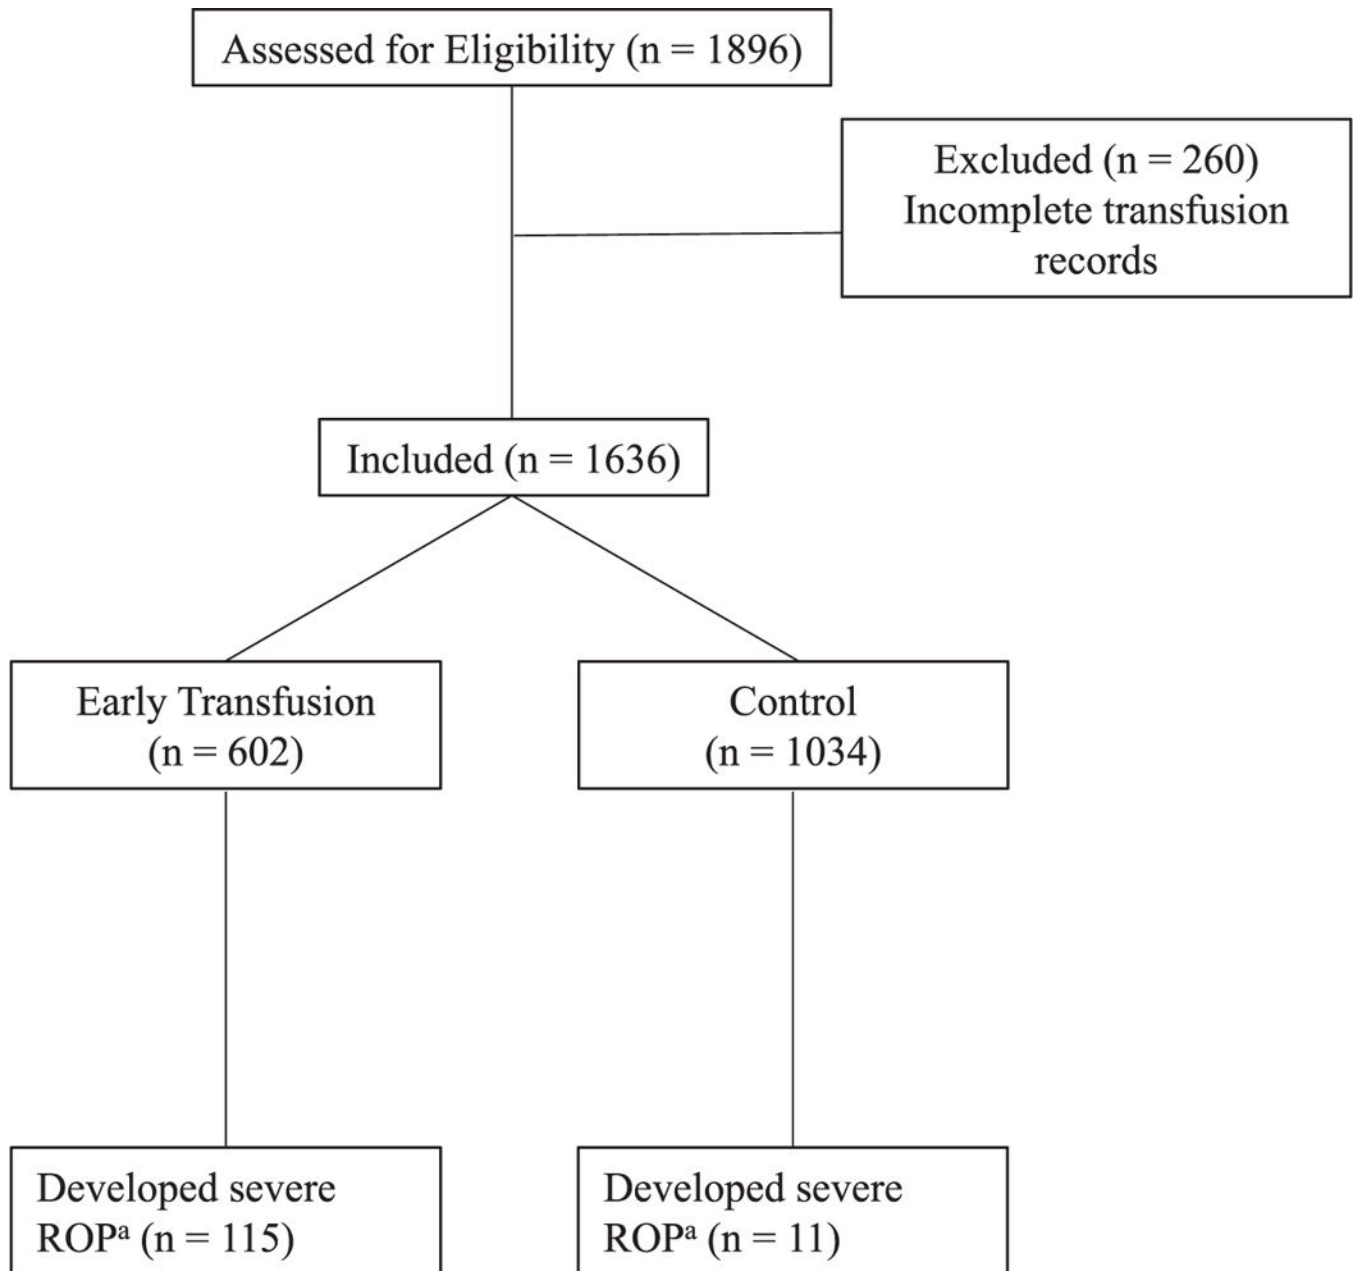 Assessed for Eligibility (n = 1896)
Excluded (n = 260)
Incomplete transfusion
records
Included (n = 1636)
Early Transfusion
(n = 602)
Control
(n = 1034)
Developed severe
ROPᵃ (n = 115)
Developed severe
ROPᵃ (n = 11)